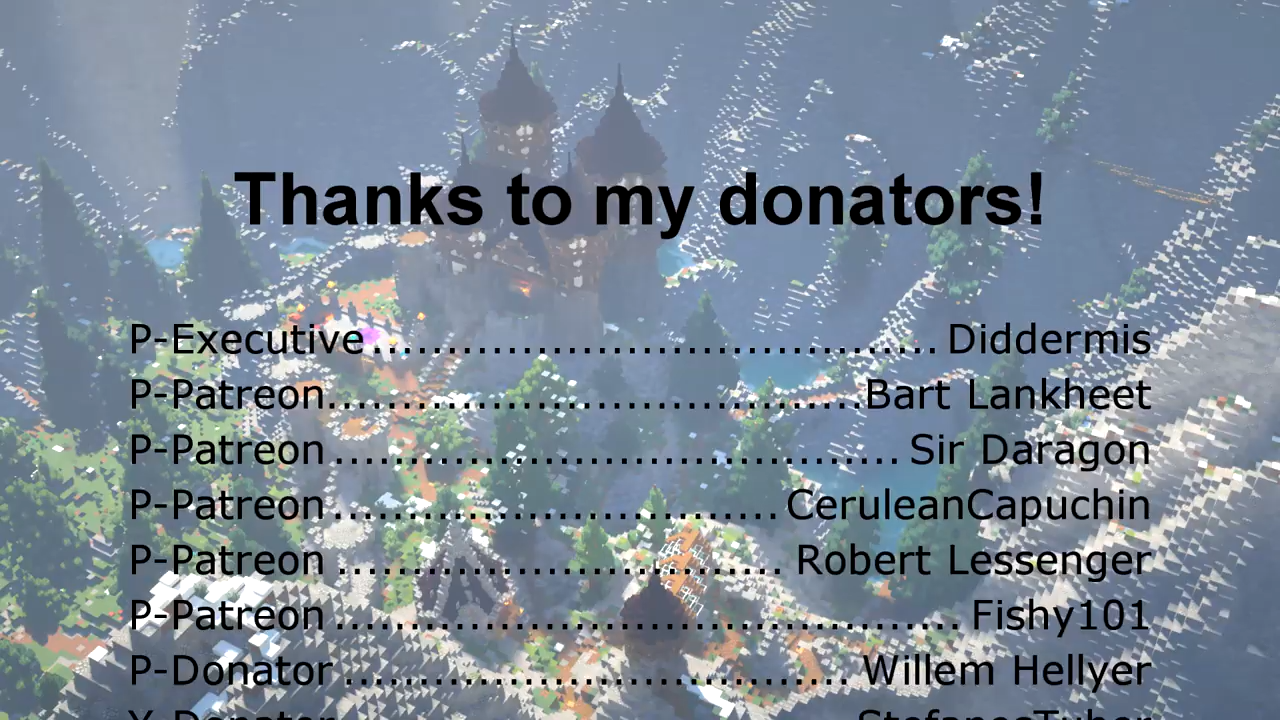 Thanks to my donators!
P-Executive....................................... Diddermis
P-Patreon.....................................Bart Lankheet
P-Patreon....................................... Sir Daragon
P-Patreon.............................. CeruleanCapuchin
P-Patreon.............................. Robert Lessenger
P-Patreon.......................................... Fishy101
P-Donator.................................. Willem Hellyer